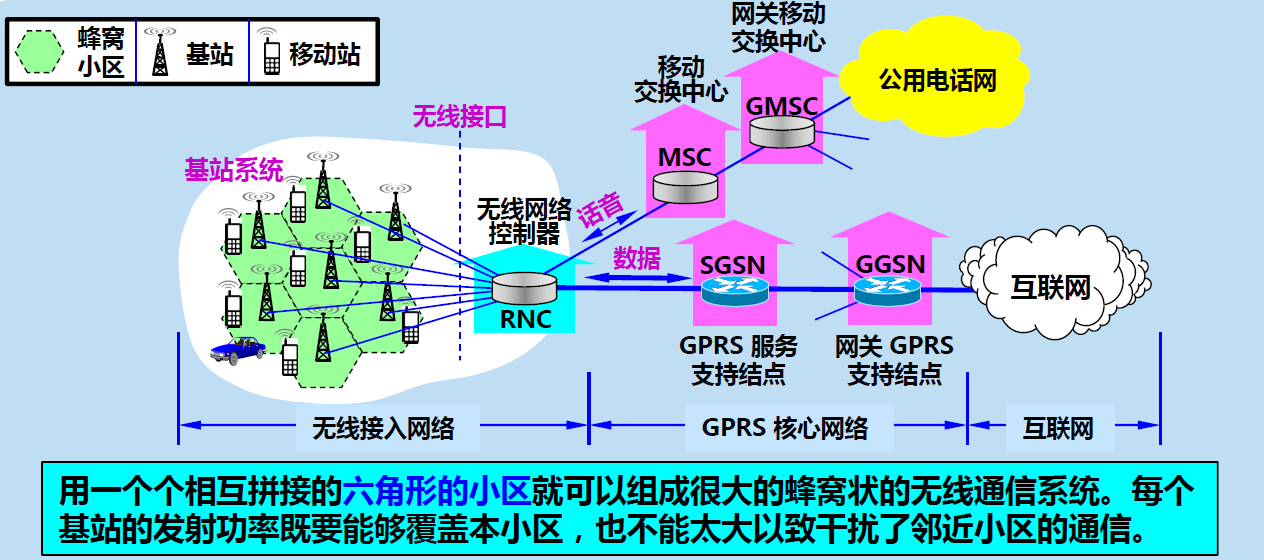 蜂窝
小区
基站
移动站
网关移动
交换中心
移动
交换中心
公用电话网
GMSC
MSC
无线接口
基站系统
无线网络
控制器
话音
数据
RNC
SGSN
GGSN
互联网
GPRS 服务
支持结点
网关 GPRS
支持结点
无线接入网络
GPRS 核心网络
互联网
用一个个相互拼接的六角形的小区就可以组成很大的蜂窝状的无线通信系统。每个
基站的发射功率既要能够覆盖本小区，也不能太大以致干扰了邻近小区的通信。